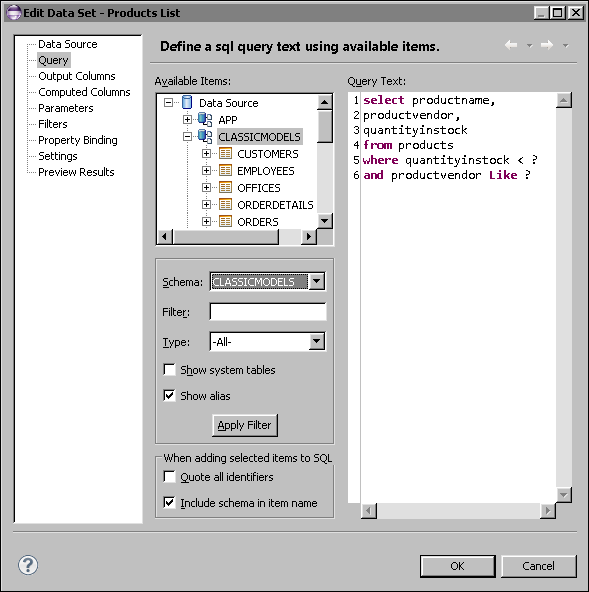 Edit Data Set - Products List
Data Source
Query
Output Columns
Computed Columns
Parameters
Filters
Property Binding
Settings
Preview Results
Define a sql query text using available items.
Available Items:
Data Source
APP
CLASSICMODELS
CUSTOMERS
EMPLOYEES
OFFICES
ORDERDETAILS
ORDERS
Schema: CLASSICMODELS
Filter:
Type: -All-
Show system tables
Show alias
Apply Filter
When adding selected items to SQL
Quote all identifiers
Include schema in item name
Query Text:
1 select productname,
2 productvendor,
3 quantityinstock
4 from products
5 where quantityinstock < ?
6 and productvendor Like ?
?
OK
Cancel